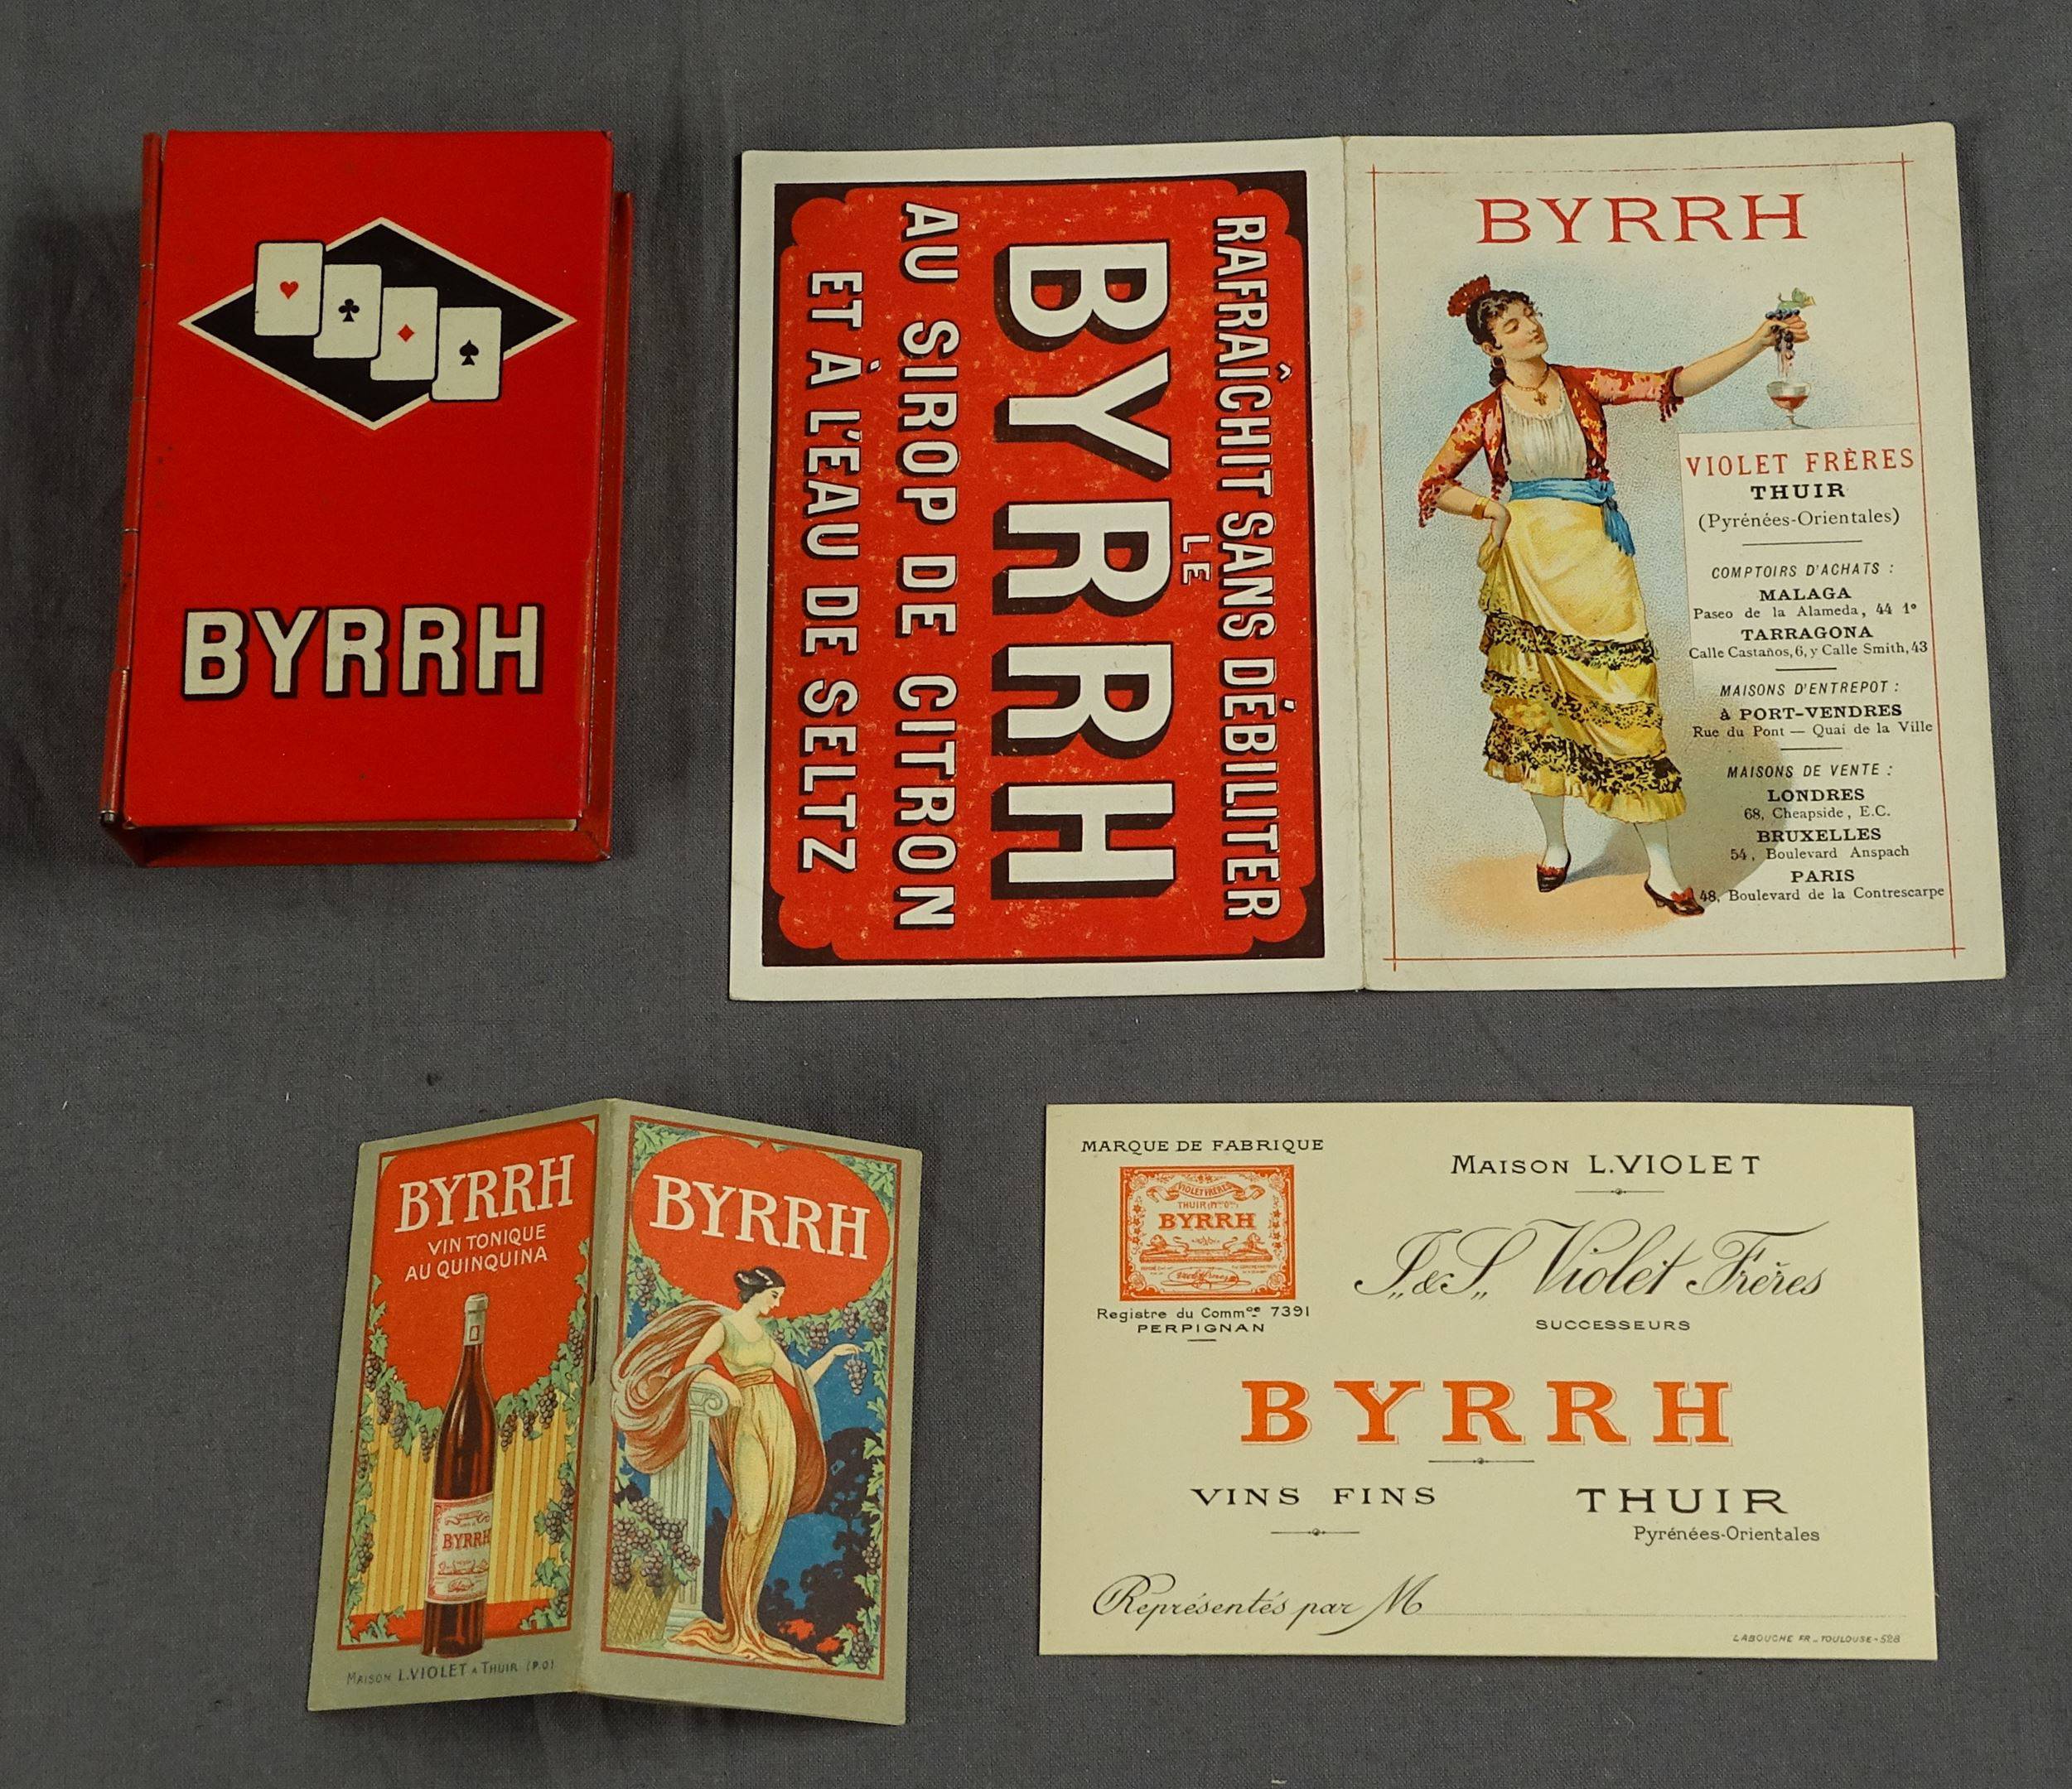 BYRRH
RAFRAÎCHIT SANS DÉBILITER
LE
BYRRH
AU SIROP DE CITRON
ET À L'EAU DE SELTZ
BYRRH
VIOLET FRÈRES
THUIR
(Pyrénées-Orientales)
COMPTOIRS D'ACHATS :
MALAGA
Paseo de la Alameda, 44 1º
TARRAGONA
Calle Castaños, 6, y Calle Smith, 43
MAISONS D'ENTREPOT :
à PORT-VENDRES
Rue du Pont — Quai de la Ville
MAISONS DE VENTE :
LONDRES
68, Cheapside, E.C.
BRUXELLES
54, Boulevard Anspach
PARIS
48, Boulevard de la Contrescarpe
BYRRH
VIN TONIQUE
AU QUINQUINA
BYRRH
MAISON L.VIOLET À THUIR (P.O)
BYRRH
MARQUE DE FABRIQUE
VIOLET FRÈRES
BYRRH
Registre du Commce 7391
PERPIGNAN
MAISON L.VIOLET
J. & S. Violet Frères
SUCCESSEURS
BYRRH
VINS FINS
THUIR
Pyrénées-Orientales
Représentés par M
LABOUCHE FR _ TOULOUSE - 528